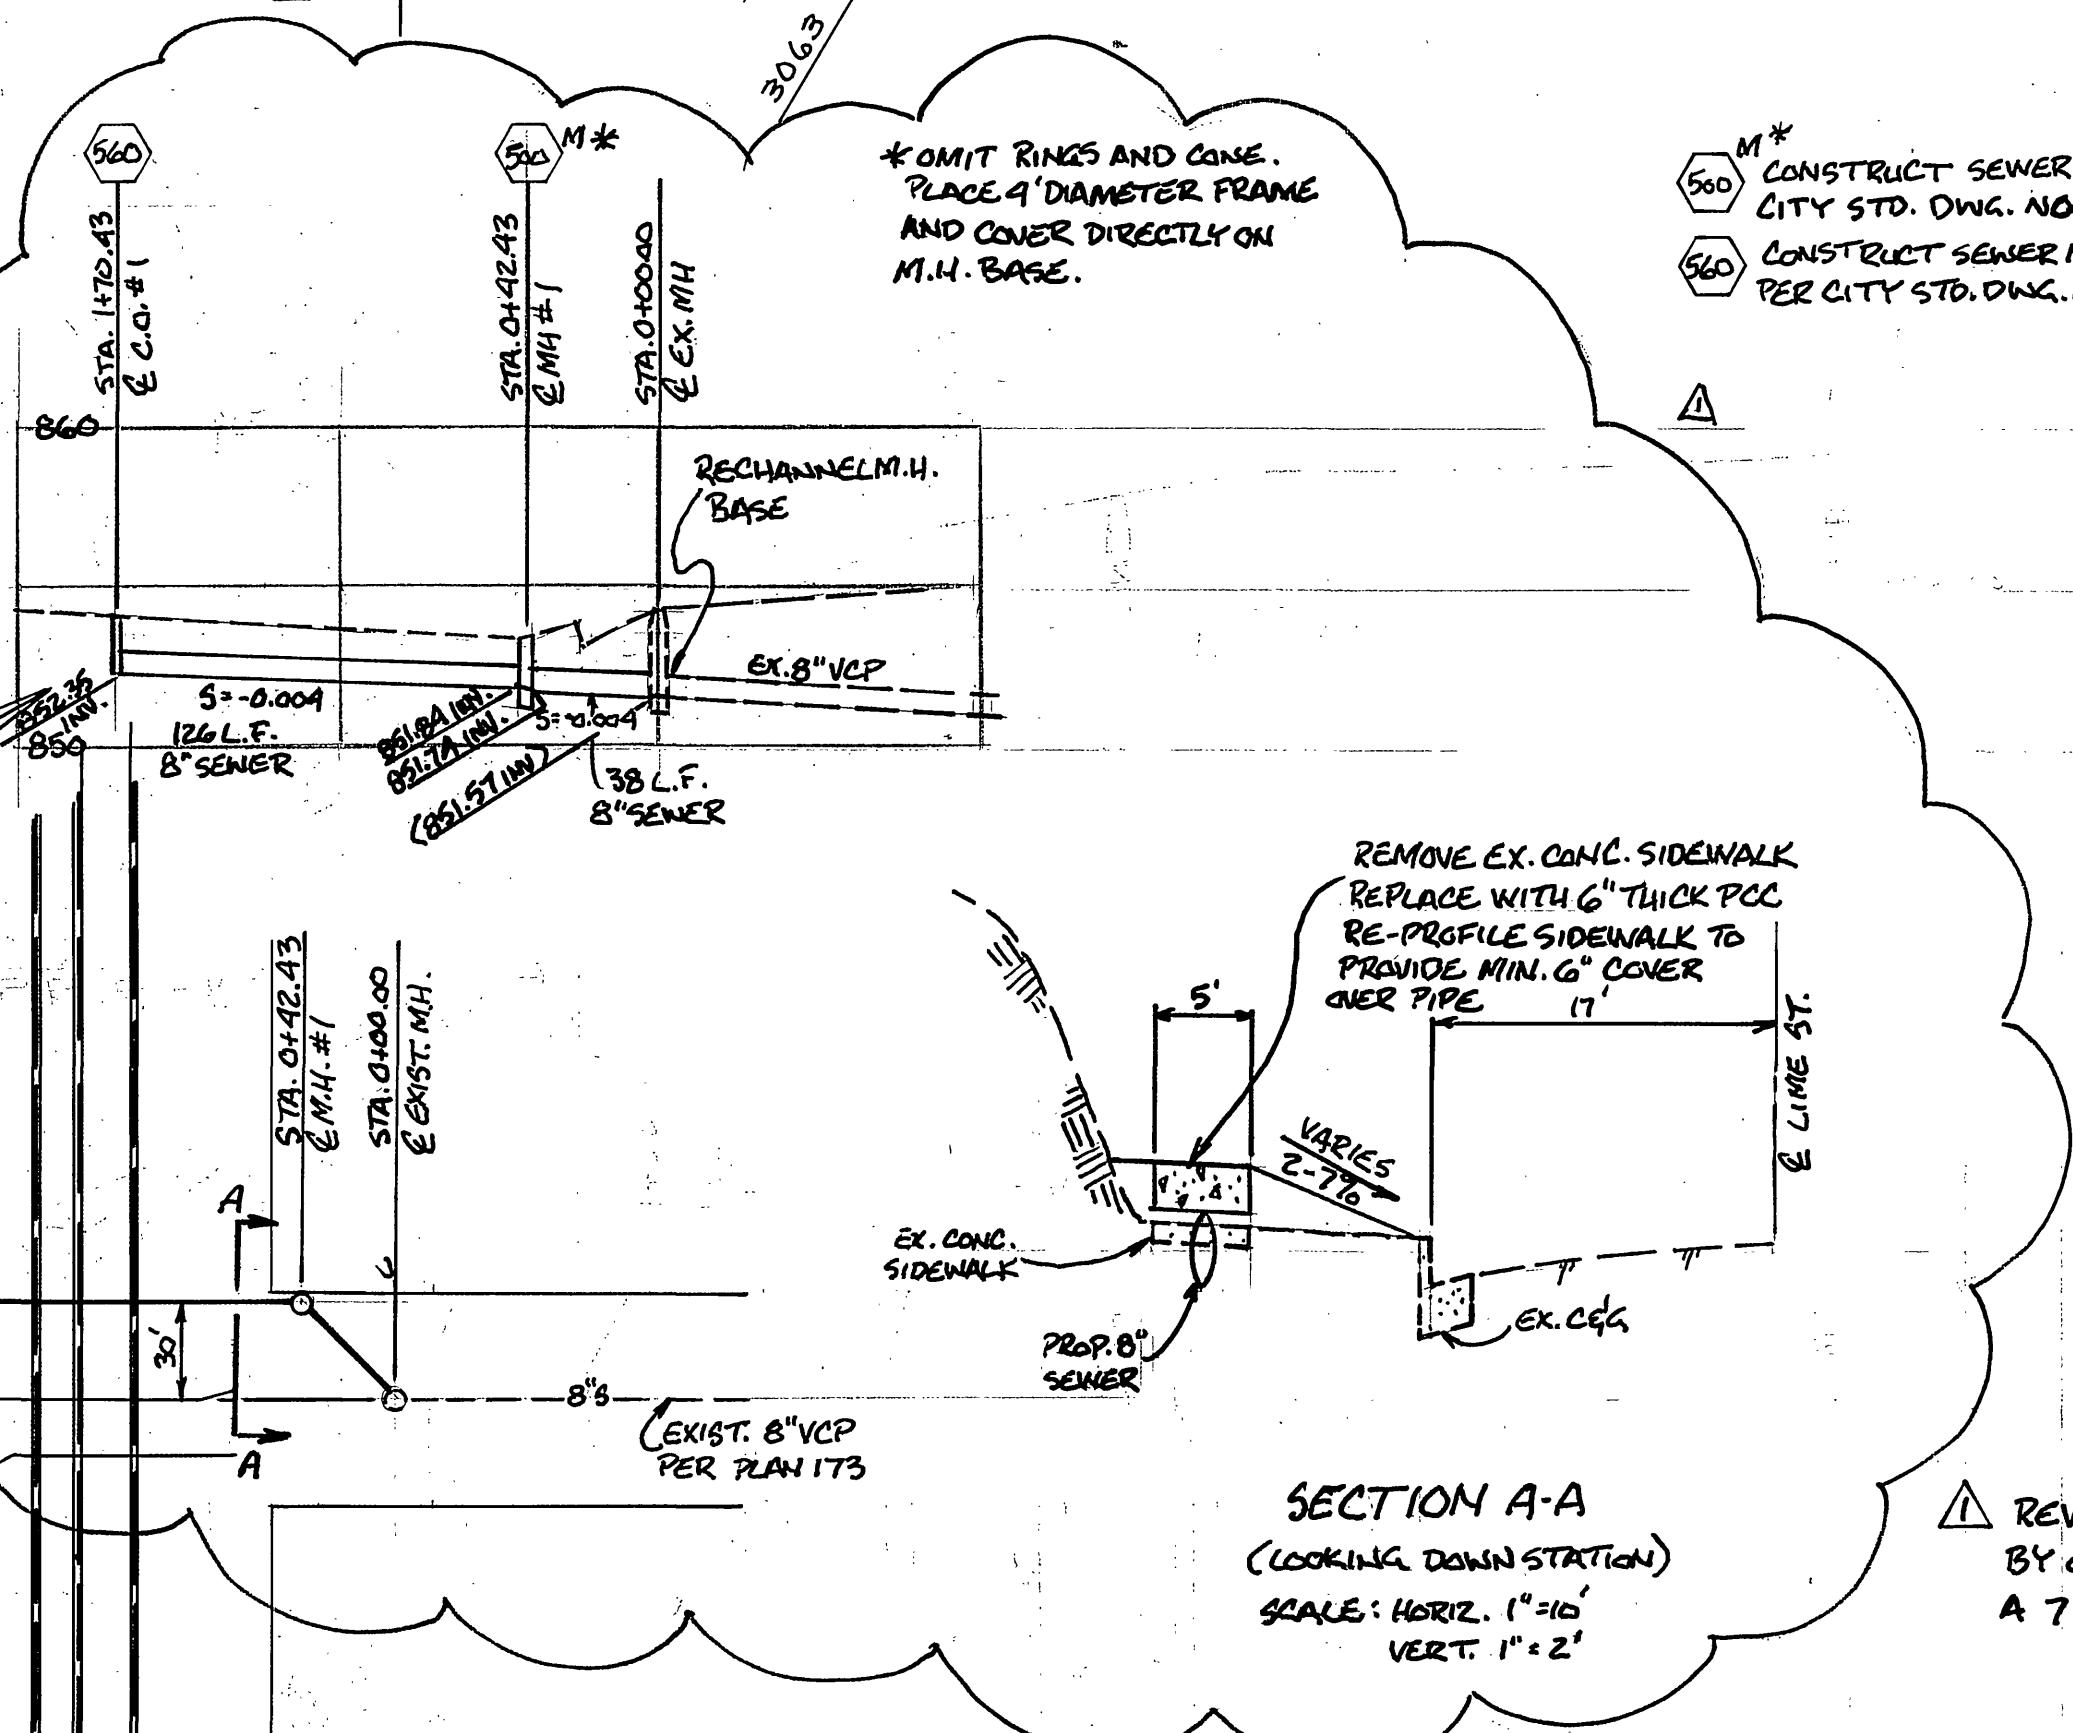 3063
560
500 M*
STA. 1+70.43
℄ C.O. #1
STA. 0+42.43
℄ MH #1
STA. 0+00.00
℄ EX. MH
* OMIT RINGS AND CONE.
PLACE 4' DIAMETER FRAME
AND COVER DIRECTLY ON
M.H. BASE.
500 M* CONSTRUCT SEWER
CITY STD. DWG. NO
560 CONSTRUCT SEWER
PER CITY STD. DWG.
1
860
RECHANNEL M.H.
BASE
EX. 8" VCP
852.35
INV.
850
S=-0.004
126 L.F.
8" SEWER
851.84 INV.
851.74 INV.
(851.57 INV)
S=-0.004
38 L.F.
8" SEWER
REMOVE EX. CONC. SIDEWALK
REPLACE WITH 6" THICK PCC
RE-PROFILE SIDEWALK TO
PROVIDE MIN. 6" COVER
OVER PIPE
5'
17'
℄ LIME ST.
STA. 0+42.43
℄ M.H. #1
STA. 0+00.00
℄ EXIST. M.H.
VARIES
2-7%
A
30'
A
EX. CONC.
SIDEWALK
PROP. 8"
SEWER
EX. C&G
8"S
EXIST. 8" VCP
PER PLAN 173
SECTION A-A
(LOOKING DOWN STATION)
SCALE: HORIZ. 1"=10'
VERT. 1"=2'
1 REV
BY
A 7